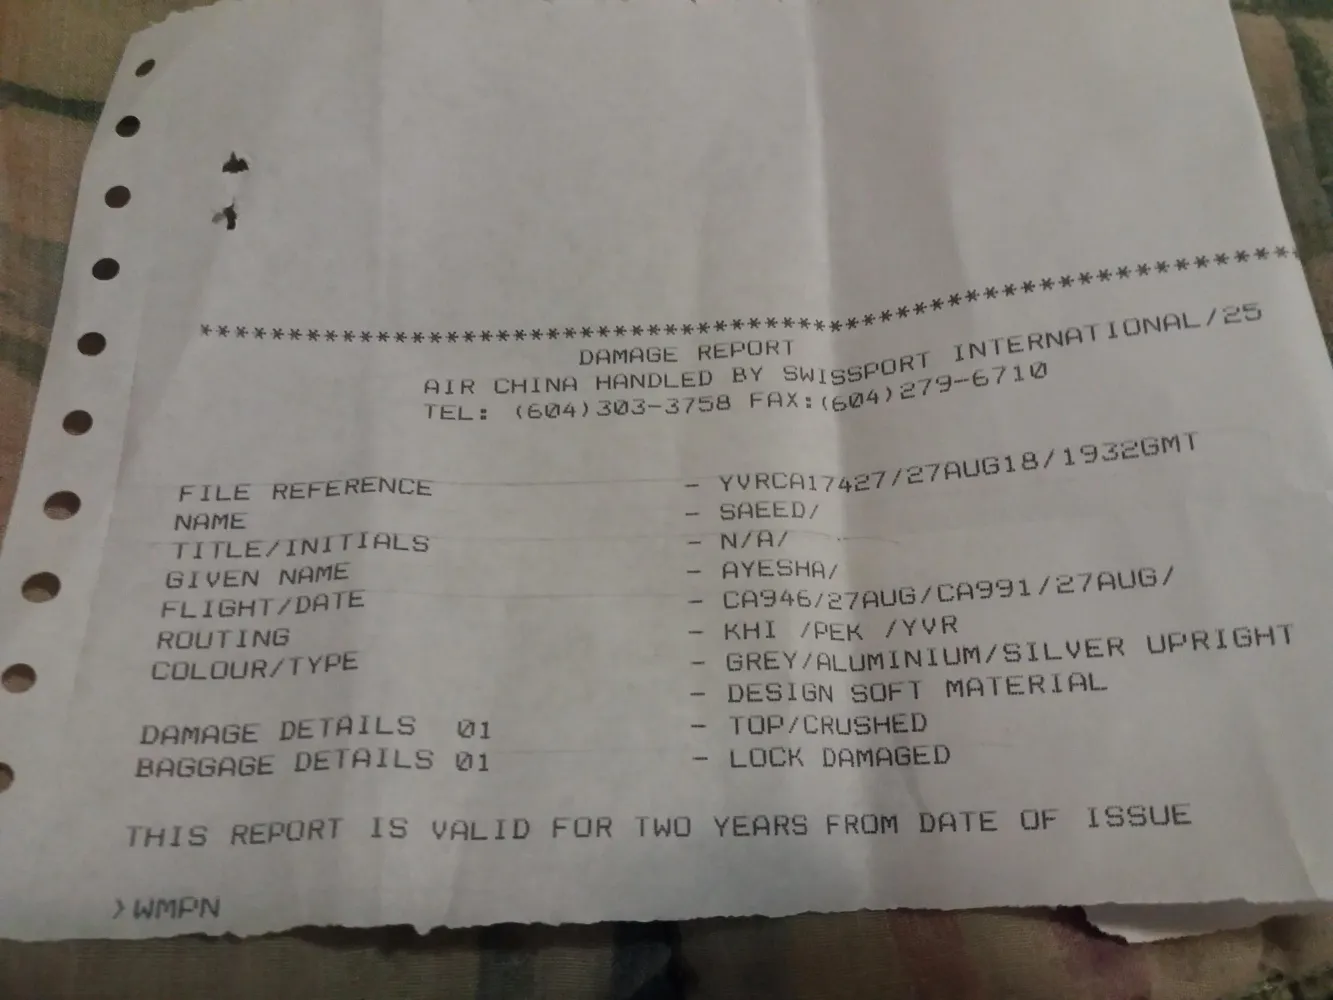 ************************************************************************
DAMAGE REPORT
AIR CHINA HANDLED BY SWISSPORT INTERNATIONAL/25
TEL: (604)303-3758 FAX:(604)279-6710
FILE REFERENCE - YVRCA17427/27AUG18/1932GMT
NAME - SAEED/
TITLE/INITIALS - N/A/
GIVEN NAME - AYESHA/
FLIGHT/DATE - CA946/27AUG/CA991/27AUG/
ROUTING - KHI /PEK /YVR
COLOUR/TYPE - GREY/ALUMINIUM/SILVER UPRIGHT
- DESIGN SOFT MATERIAL
DAMAGE DETAILS 01 - TOP/CRUSHED
BAGGAGE DETAILS 01 - LOCK DAMAGED
THIS REPORT IS VALID FOR TWO YEARS FROM DATE OF ISSUE
>WMPN